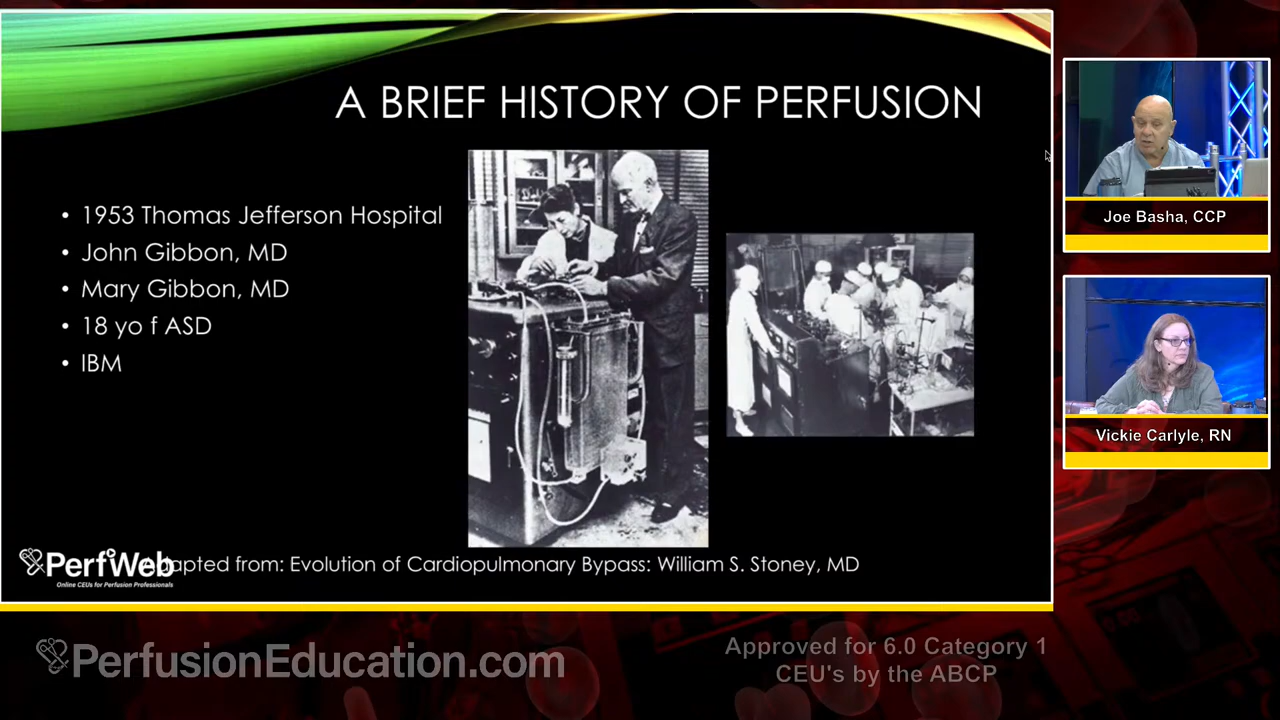 A BRIEF HISTORY OF PERFUSION
• 1953 Thomas Jefferson Hospital
• John Gibbon, MD
• Mary Gibbon, MD
• 18 yo f ASD
• IBM
PerfWeb
Online CEUs for Perfusion Professionals
from: Evolution of Cardiopulmonary Bypass: William S. Stoney, MD
Joe Basha, CCP
Vickie Carlyle, RN
PerfusionEducation.com
Approved for 6.0 Category 1
CEU's by the ABCP